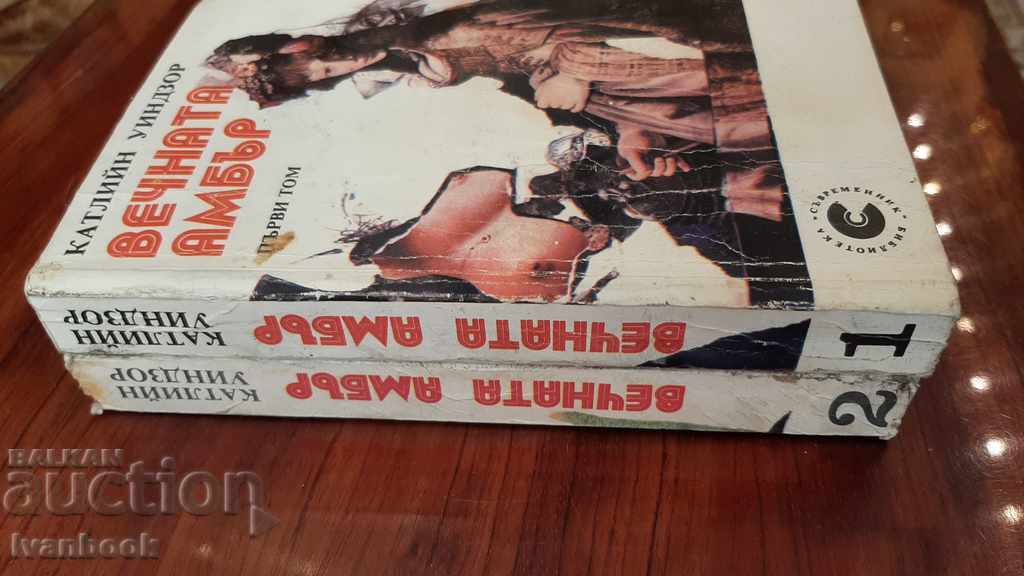 КАТЛИЙН УИНДЗОР
ВЕЧНАТА
АМБЪР
ПЪРВИ ТОМ
БИБЛИОТЕКА "СЪВРЕМЕННИК"
С
КАТЛИЙН
УИНДЗОР
ВЕЧНАТА АМБЪР
1
КАТЛИЙН
УИНДЗОР
ВЕЧНАТА АМБЪР
2
BALKAN
auction
Ivanbook